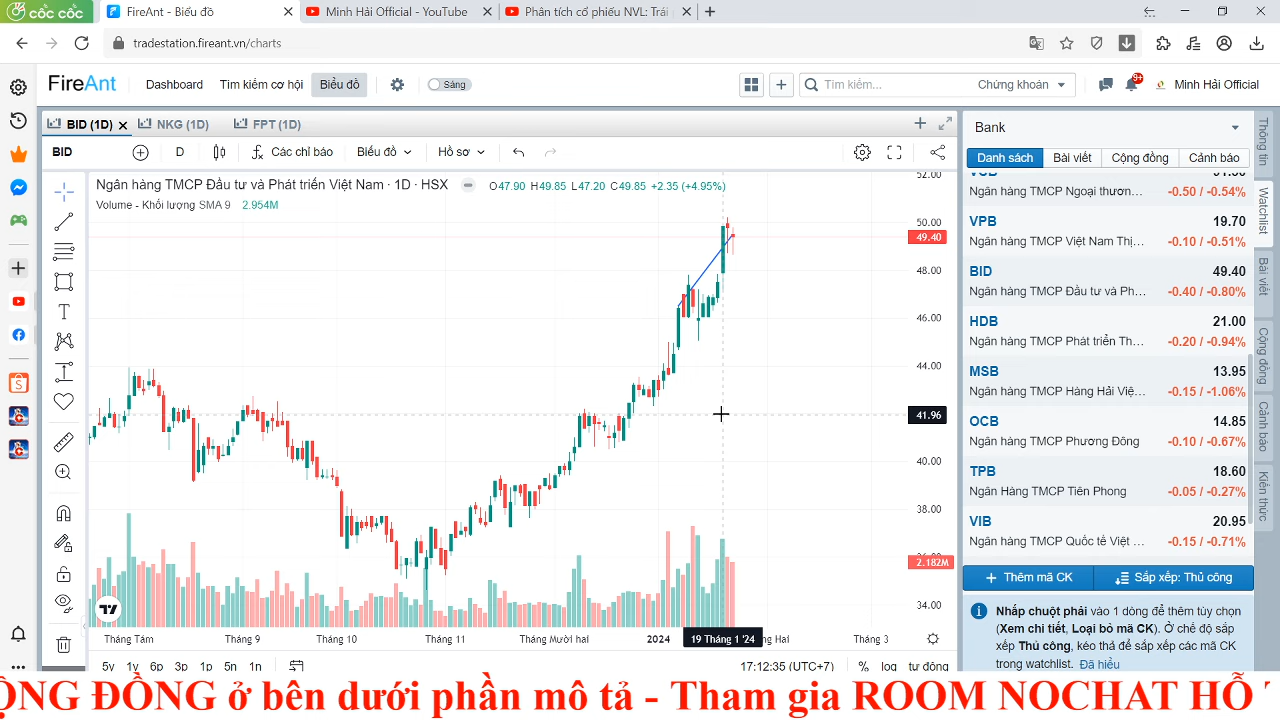 CỐC CỐC
FireAnt - Biểu đồ
Minh Hải Official - YouTube
Phân tích cổ phiếu NVL: Trái
tradestation.fireant.vn/charts
FireAnt
Dashboard
Tìm kiếm cơ hội
Biểu đồ
Sáng
Tìm kiếm...
Chứng khoán
9+
Minh Hải Official
BID (1D)
NKG (1D)
FPT (1D)
BID
D
Các chỉ báo
Biểu đồ
Hồ sơ
Ngân hàng TMCP Đầu tư và Phát triển Việt Nam · 1D · HSX
O47.90 H49.85 L47.20 C49.85 +2.35 (+4.95%)
Volume - Khối lượng SMA 9 2.954M
52.00
50.00
49.40
48.00
46.00
44.00
41.96
40.00
38.00
2.182M
34.00
Tháng Tám
Tháng 9
Tháng 10
Tháng 11
Tháng Mười hai
2024
19 Tháng 1 '24
Hai
Tháng 3
5y 1y 6p 3p 1p 5n 1n
17:12:35 (UTC+7)
% log tự động
Bank
Danh sách
Bài viết
Cộng đồng
Cảnh báo
Ngân hàng TMCP Ngoại thươn... -0.50 / -0.54%
VPB 19.70
Ngân hàng TMCP Việt Nam Thị... -0.10 / -0.51%
BID 49.40
Ngân hàng TMCP Đầu tư và Ph... -0.40 / -0.80%
HDB 21.00
Ngân hàng TMCP Phát triển Th... -0.20 / -0.94%
MSB 13.95
Ngân hàng TMCP Hàng Hải Việ... -0.15 / -1.06%
OCB 14.85
Ngân hàng TMCP Phương Đông -0.10 / -0.67%
TPB 18.60
Ngân Hàng TMCP Tiên Phong -0.05 / -0.27%
VIB 20.95
Ngân hàng TMCP Quốc tế Việt ... -0.15 / -0.71%
Thêm mã CK
Sắp xếp: Thủ công
Nhấp chuột phải vào 1 dòng để thêm tùy chọn
(Xem chi tiết, Loại bỏ mã CK). Ở chế độ sắp
xếp Thủ công, kéo thả để sắp xếp các mã CK
trong watchlist. Đã hiểu
Thông tin
Watchlist
Bài viết
Cộng đồng
Cảnh báo
Kiến thức
ỘNG ĐỒNG ở bên dưới phần mô tả - Tham gia ROOM NOCHAT HỖ